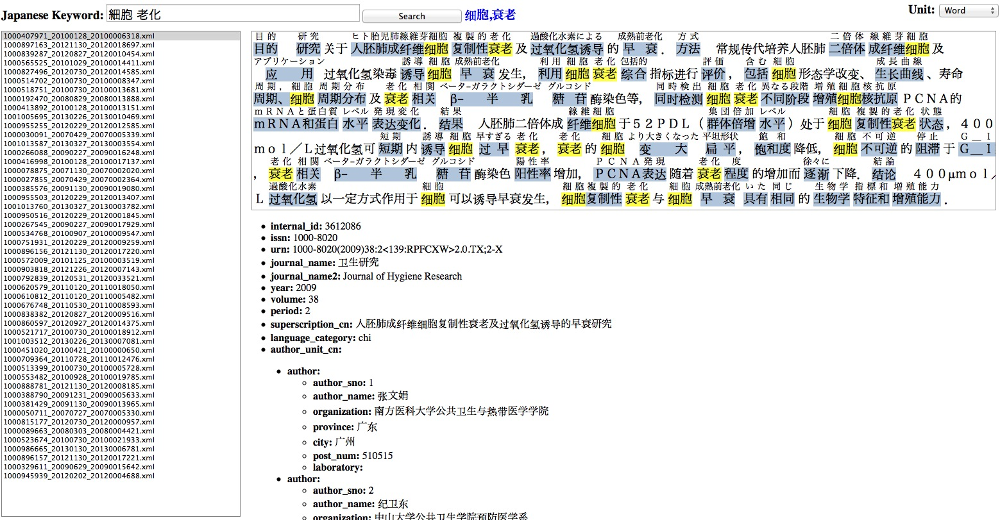 Japanese Keyword: 細胞 老化 Search 细胞,衰老 Unit: Word
1000407971_20100128_20100006318.xml
1000897163_20121130_20120018697.xml
1000839287_20120827_20120010454.xml
1000565525_20101029_20100014411.xml
1000827496_20120730_20120014585.xml
1000514702_20100730_20100008347.xml
1000518751_20100730_20100013681.xml
1000192470_20080829_20080013888.xml
1000413892_20100128_20100013151.xml
1001005695_20130226_20130010469.xml
1000955255_20120229_20120012585.xml
1000030091_20070429_20070005339.xml
1001013587_20130327_20130003554.xml
1000266088_20090227_20090016248.xml
1000416998_20100128_20100017137.xml
1000078875_20071130_20070002020.xml
1000027855_20070429_20070002364.xml
1000385576_20091130_20090019080.xml
1000955503_20120229_20120013407.xml
1001013760_20130327_20130003782.xml
1000950516_20120229_20120001845.xml
1000267545_20090227_20090017929.xml
1000534768_20100907_20100009547.xml
1000751931_20120229_20120009259.xml
1000896156_20121130_20120017220.xml
1000572009_20101125_20100003519.xml
1000903818_20121226_20120007143.xml
1000792839_20120531_20120033521.xml
1000620579_20110120_20110018050.xml
1000610812_20110120_20110005482.xml
1000676748_20110530_20110008593.xml
1000838382_20120827_20120009516.xml
1000860597_20120927_20120014375.xml
1000521717_20100730_20100018912.xml
1001003512_20130226_20130007081.xml
1000451020_20100421_20100000650.xml
1000709364_20110728_20110012476.xml
1000513399_20100730_20100005728.xml
1000553482_20100928_20100019785.xml
1000888781_20121130_20120008185.xml
1000388790_20091231_20090005633.xml
1000381429_20091130_20090013965.xml
1000050711_20070727_20070005330.xml
1000815177_20120730_20120000957.xml
1000089663_20080303_20080004421.xml
1000523674_20100730_20100021933.xml
1000986665_20130130_20130006781.xml
1000896157_20121130_20120017221.xml
1000329611_20090629_20090015642.xml
1000945939_20120202_20120004688.xml
目的 研究 ヒト胎児肺線維芽細胞 複製的老化 過酸化水素による 成熟前老化 方式 二倍体 線維芽細胞
目的 研究 关于 人胚肺成纤维细胞 复制性衰老 及 过氧化氢诱导 的 早 衰 . 方法 常规传代培养人胚肺 二倍体 成纤维细胞 及
アプリケーション 誘導 細胞 成熟前老化 利用 細胞 老化 包括的 評価 含む 細胞 成長曲線
应 用 过氧化氢染毒 诱导 细胞 早 衰 发生， 利用 细胞 衰老 综合 指标进行 评价， 包括 细胞 形态学改变、 生长曲线 、寿命
周期，細胞 周期分布 老化 相関 ベーターガラクトシダーゼ グルコシド 同時検出 細胞 老化 異なる段階 増殖細胞核抗原
周期、细胞 周期分布 及 衰老 相关 β− 半 乳 糖 苷 酶染色等， 同时检测 细胞 衰老 不同阶段 增殖细胞核抗原 ＰＣＮＡ的
ｍＲＮＡと蛋白質 レベル 発現変化 結果 線維細胞 集団倍加 レベル 細胞 複製的な老化 状態
ｍＲＮＡ和蛋白 水平 表达变化． 结果 人胚肺二倍体成 纤维细胞 于５２ＰＤＬ（群体倍增 水平）处于 细胞 复制性衰老 状态，４００
短期 誘導 細胞 早すぎる 老化 老化 細胞 より大きくなった 平坦形状 飽和 細胞 不可逆 停止 Ｇ＿１
ｍｏｌ／Ｌ过氧化氢可 短期 内 诱导 细胞 过 早 衰老， 衰老 的 细胞 变 大 扁 平， 饱和度 降低， 细胞 不可逆 的 阻滞 于 Ｇ＿１
老化 相関 ベーターガラクトシダーゼ グルコシド 陽性率 ＰＣＮＡ発現 老化 度 徐々に 結論
， 衰老 相关 β− 半 乳 糖 苷 酶染色 阳性率 增加， ＰＣＮＡ表达 随着 衰老 程度 的增加而 逐渐 下降． 结论 ４００μｍｏｌ／
過酸化水素 細胞 細胞 複製的 老化 細胞 成熟前老化 いた 同じ 生物学 指標和 増殖能力
Ｌ 过氧化氢 以一定方式作用于 细胞 可以诱导早衰发生， 细胞 复制性 衰老 与 细胞 早 衰 具有 相同 的 生物学 特征和 增殖能力．
internal_id: 3612086
issn: 1000-8020
urn: 1000-8020(2009)38:2<139:RPFCXW>2.0.TX;2-X
journal_name: 卫生研究
journal_name2: Journal of Hygiene Research
year: 2009
volume: 38
period: 2
superscription_cn: 人胚肺成纤维细胞复制性衰老及过氧化氢诱导的早衰研究
language_category: chi
author_unit_cn:
author:
author_sno: 1
author_name: 张文娟
organization: 南方医科大学公共卫生与热带医学学院
province: 广东
city: 广州
post_num: 510515
laboratory:
author:
author_sno: 2
author_name: 纪卫东
organization: 中山大学公共卫生学院预防医学系